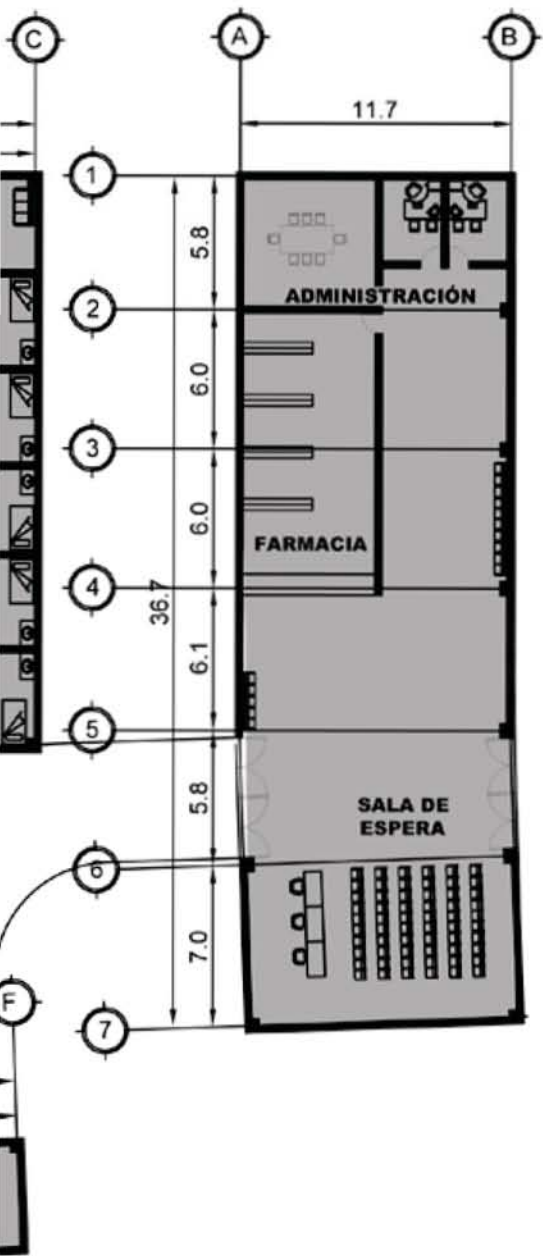 C
A
B
11.7
1
5.8
ADMINISTRACIÓN
2
6.0
3
6.0
FARMACIA
4
36.7
6.1
5
5.8
SALA DE
ESPERA
6
7.0
F
7